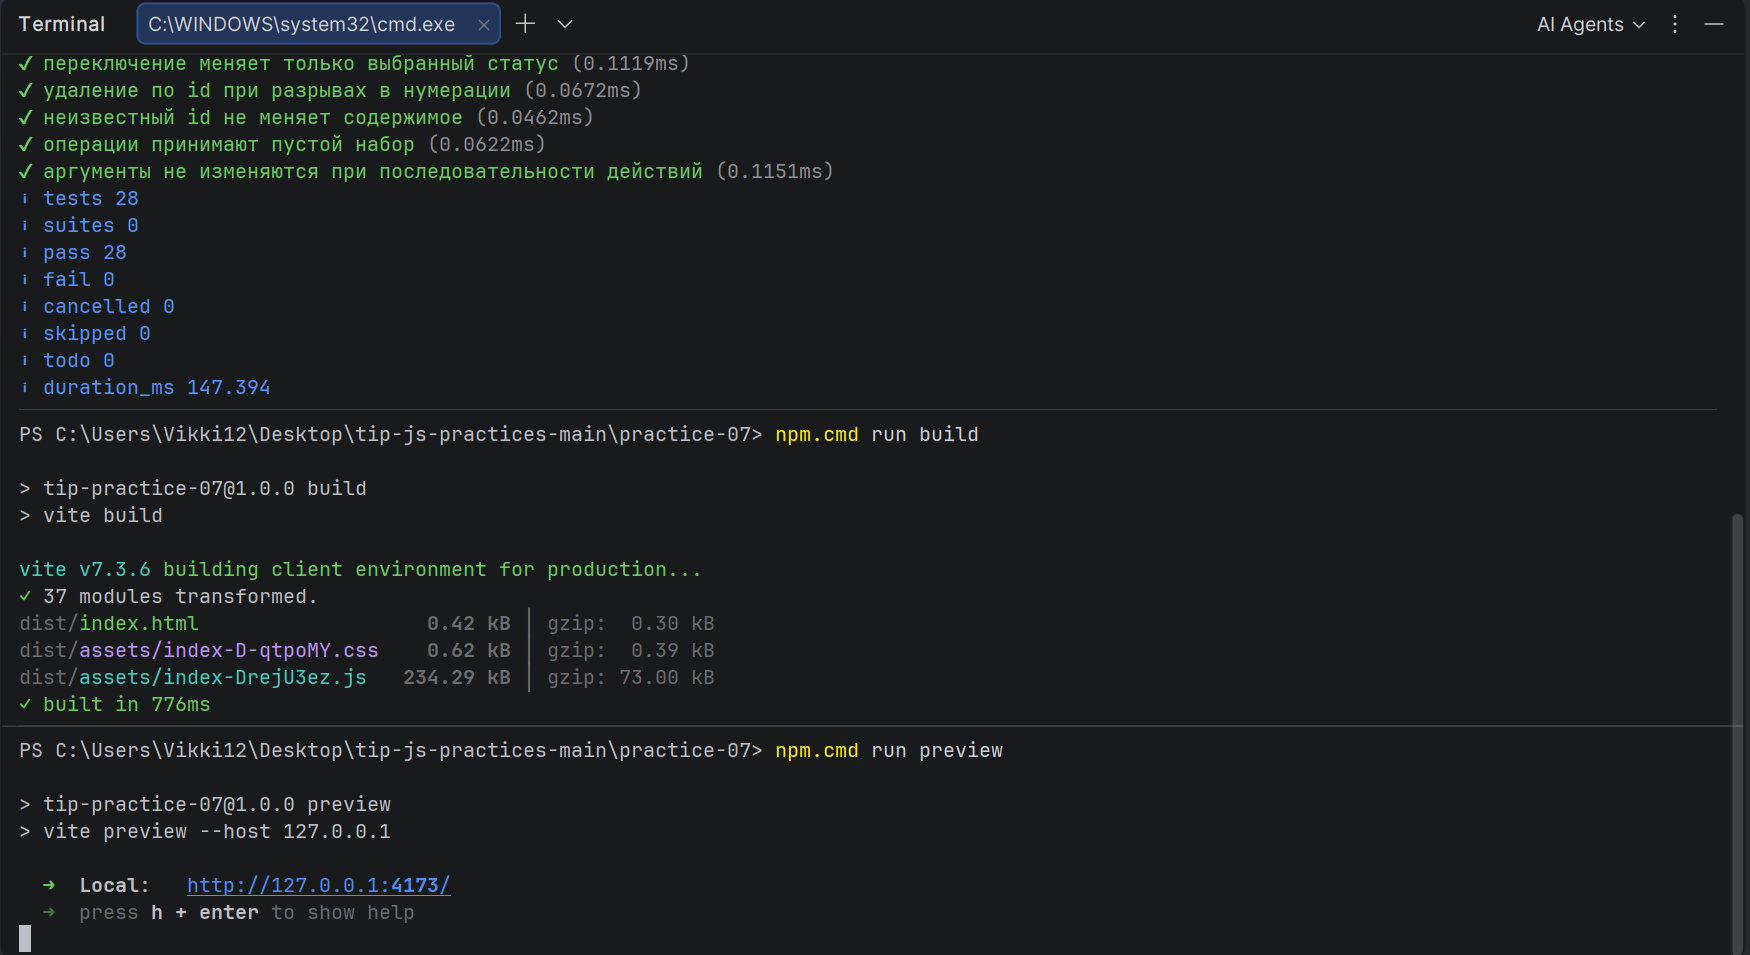 Terminal C:\WINDOWS\system32\cmd.exe × + AI Agents
✓ переключение меняет только выбранный статус (0.1119ms)
✓ удаление по id при разрывах в нумерации (0.0672ms)
✓ неизвестный id не меняет содержимое (0.0462ms)
✓ операции принимают пустой набор (0.0622ms)
✓ аргументы не изменяются при последовательности действий (0.1151ms)
i tests 28
i suites 0
i pass 28
i fail 0
i cancelled 0
i skipped 0
i todo 0
i duration_ms 147.394
PS C:\Users\Vikki12\Desktop\tip-js-practices-main\practice-07> npm.cmd run build
> tip-practice-07@1.0.0 build
> vite build
vite v7.3.6 building client environment for production...
✓ 37 modules transformed.
dist/index.html 0.42 kB │ gzip: 0.30 kB
dist/assets/index-D-qtpoMY.css 0.62 kB │ gzip: 0.39 kB
dist/assets/index-DrejU3ez.js 234.29 kB │ gzip: 73.00 kB
✓ built in 776ms
PS C:\Users\Vikki12\Desktop\tip-js-practices-main\practice-07> npm.cmd run preview
> tip-practice-07@1.0.0 preview
> vite preview --host 127.0.0.1
➜ Local: http://127.0.0.1:4173/
➜ press h + enter to show help